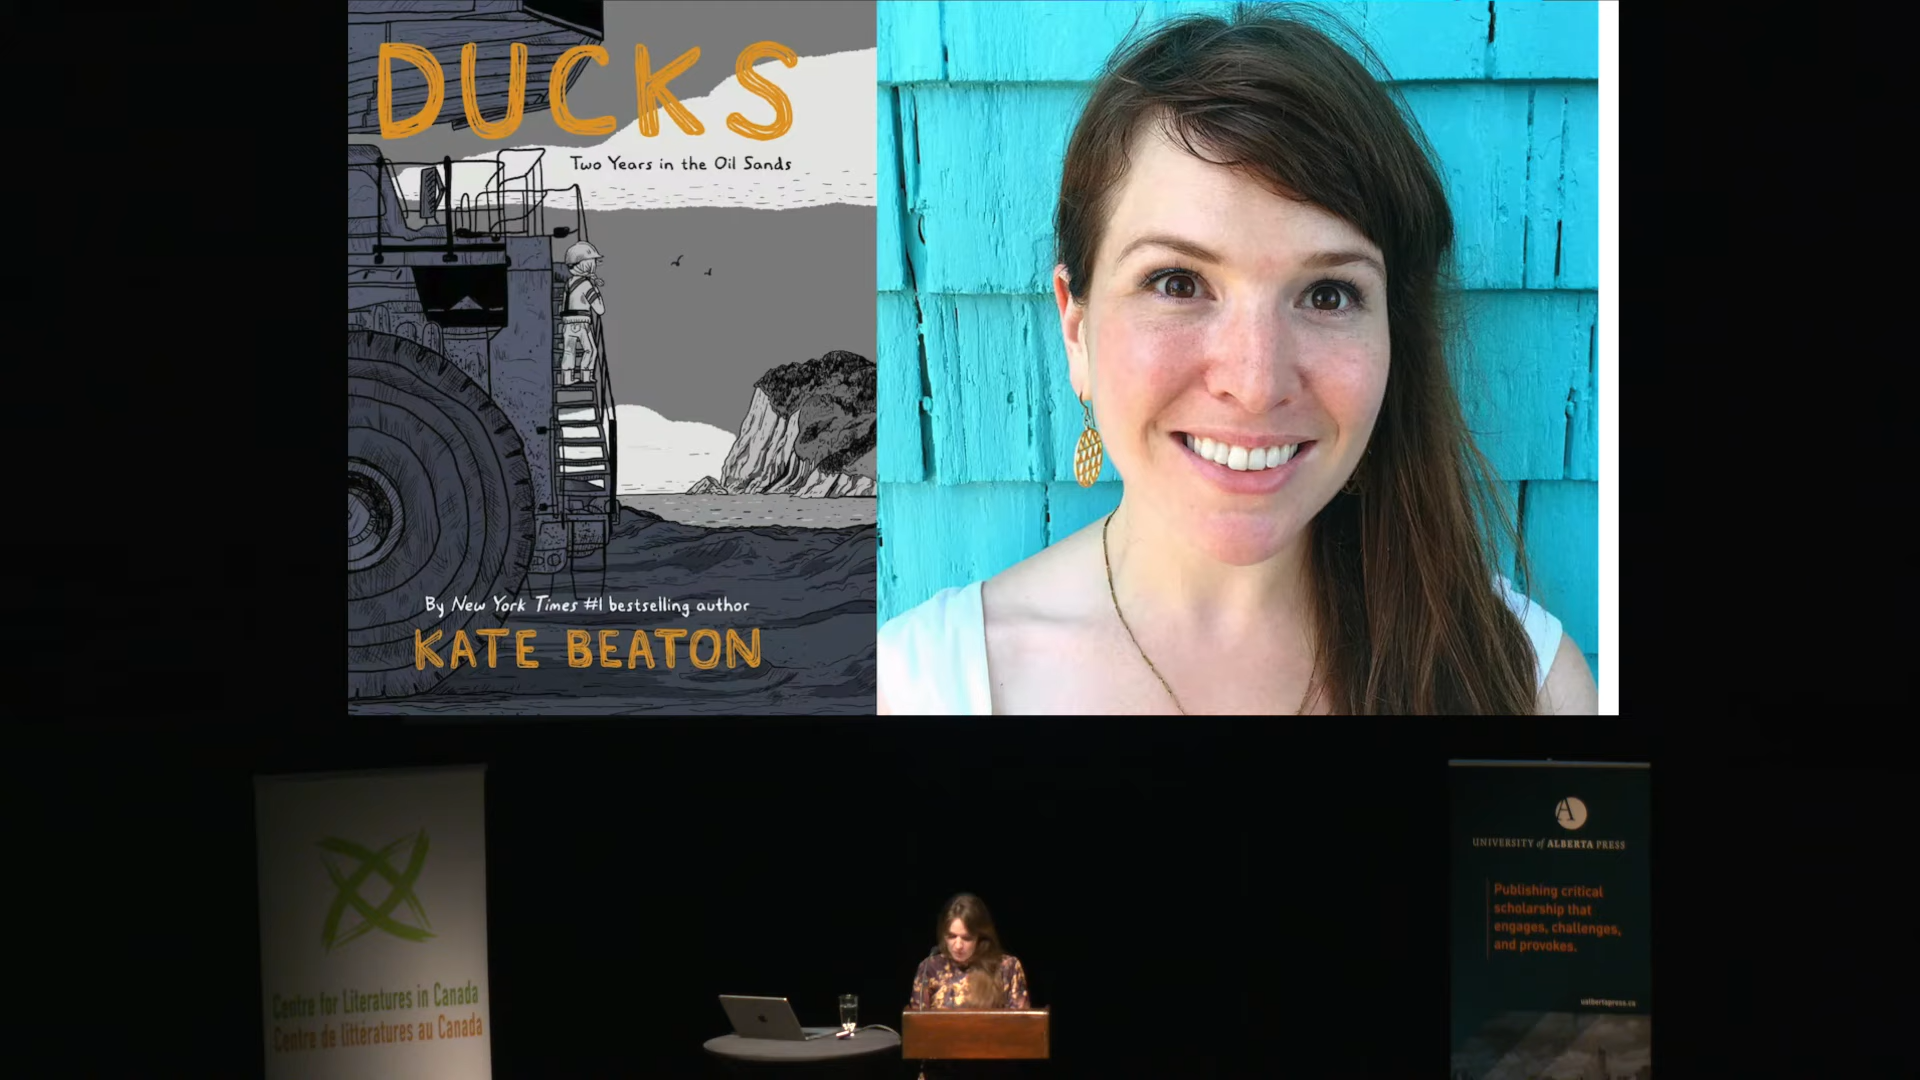 DUCKS
Two Years in the Oil Sands
By New York Times #1 bestselling author
KATE BEATON
Centre for Literatures in Canada
Centre de littératures au Canada
A
UNIVERSITY of ALBERTA PRESS
Publishing critical
scholarship that
engages, challenges,
and provokes.
ualbertapress.ca